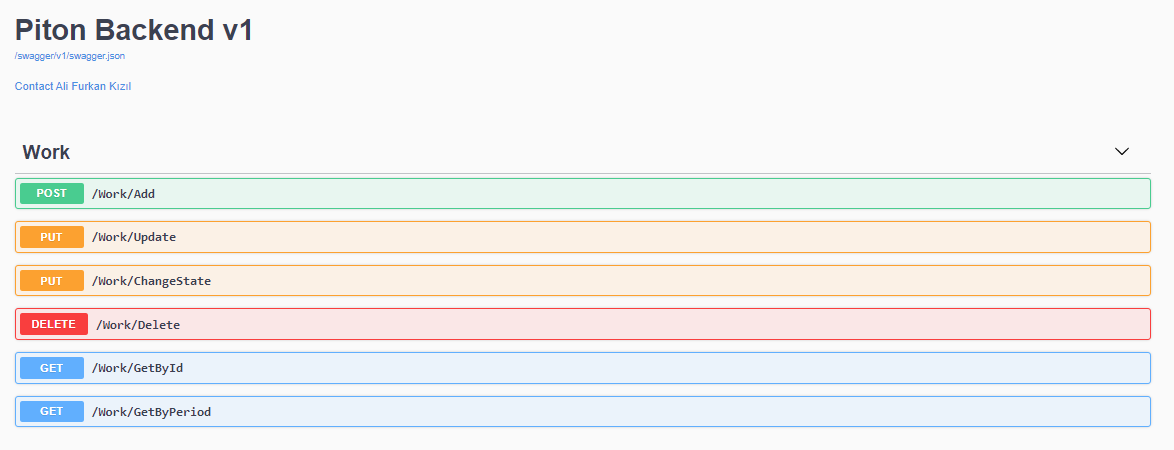 Piton Backend v1
/swagger/v1/swagger.json
Contact Ali Furkan Kızıl
Work
POST /Work/Add
PUT /Work/Update
PUT /Work/ChangeState
DELETE /Work/Delete
GET /Work/GetById
GET /Work/GetByPeriod